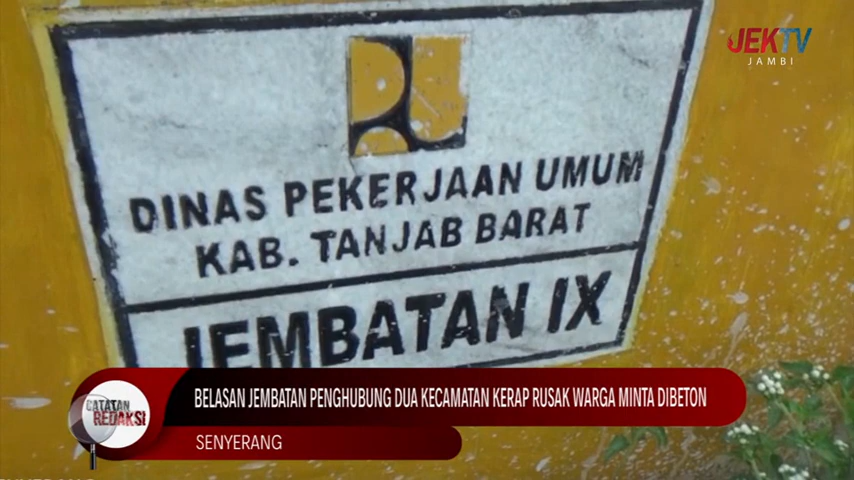 JEKTV
JAMBI
DINAS PEKERJAAN UMUM
KAB. TANJAB BARAT
JEMBATAN IX
BELASAN JEMBATAN PENGHUBUNG DUA KECAMATAN KERAP RUSAK WARGA MINTA DIBETON
CATATAN
REDAKSI
SENYERANG